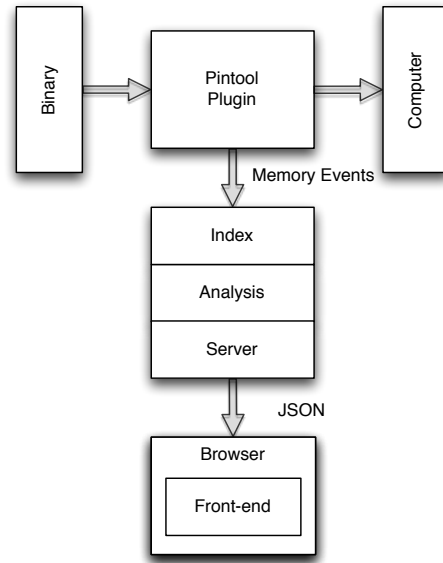 Binary
Pintool
Plugin
Computer
Memory Events
Index
Analysis
Server
JSON
Browser
Front-end